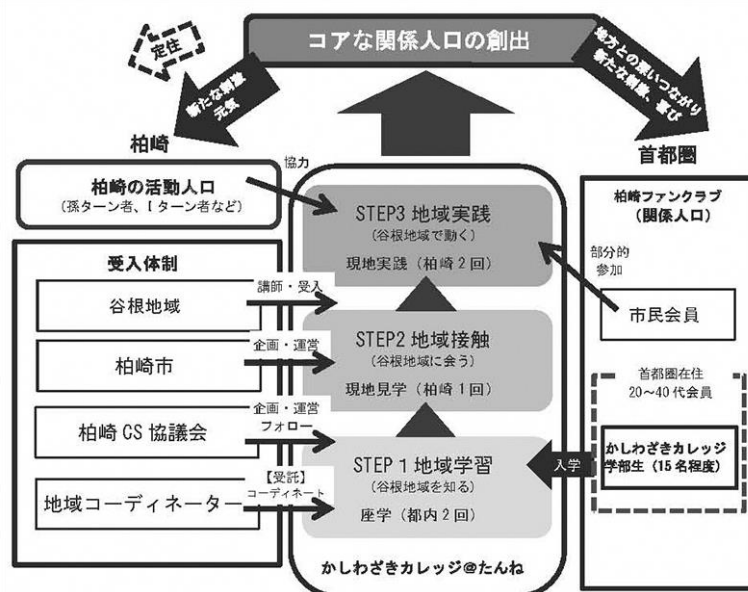 コアな関係人口の創出
定住
新たな刺激
元気
地方との深いつながり
新たな刺激、喜び
柏崎
首都圏
柏崎の活動人口
(孫ターン者、Iターン者など)
協力
受入体制
谷根地域
柏崎市
柏崎CS協議会
地域コーディネーター
講師・受入
企画・運営
企画・運営
フォロー
【受託】
コーディネート
STEP3 地域実践
(谷根地域で動く)
現地実践(柏崎2回)
STEP2 地域接触
(谷根地域に会う)
現地見学(柏崎1回)
STEP1 地域学習
(谷根地域を知る)
座学(都内2回)
かしわざきカレッジ@たんね
柏崎ファンクラブ
(関係人口)
部分的
参加
市民会員
首都圏在住
20~40代会員
かしわざきカレッジ
学部生(15名程度)
入学